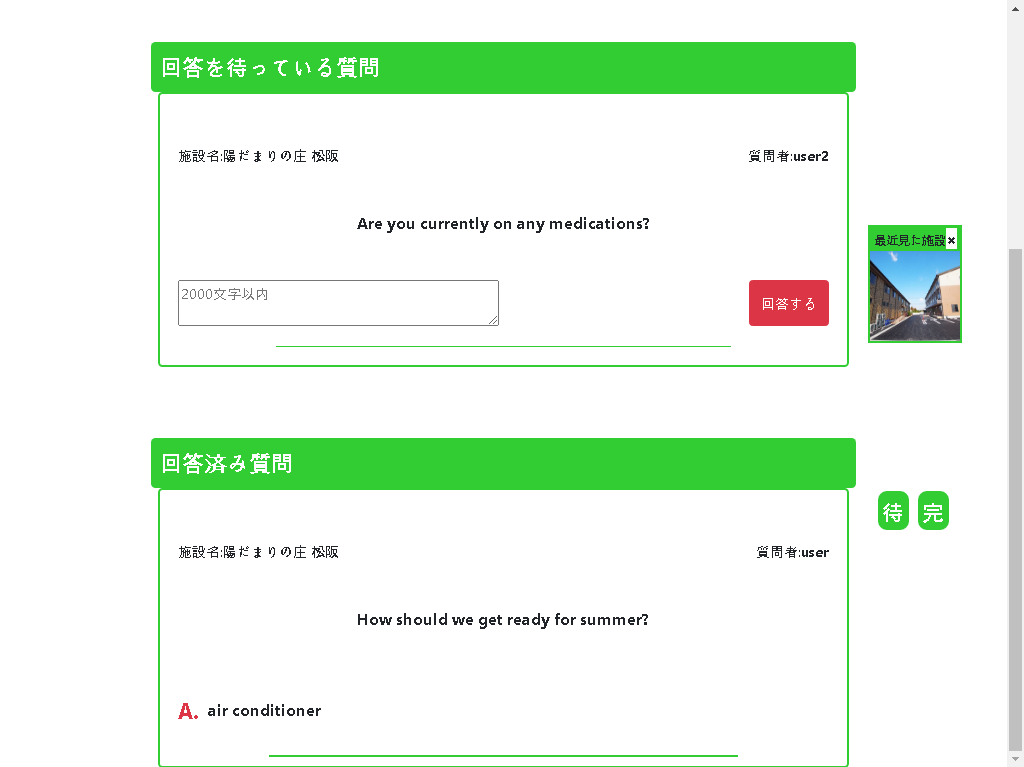 回答を待っている質問
施設名:陽だまりの庄 松阪
質問者:user2
Are you currently on any medications?
2000文字以内
回答する
最近見た施設×
回答済み質問
待 完
施設名:陽だまりの庄 松阪
質問者:user
How should we get ready for summer?
A. air conditioner